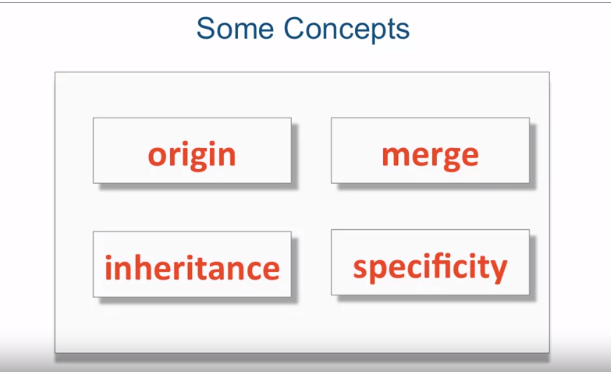 Some Concepts
origin
merge
inheritance
specificity